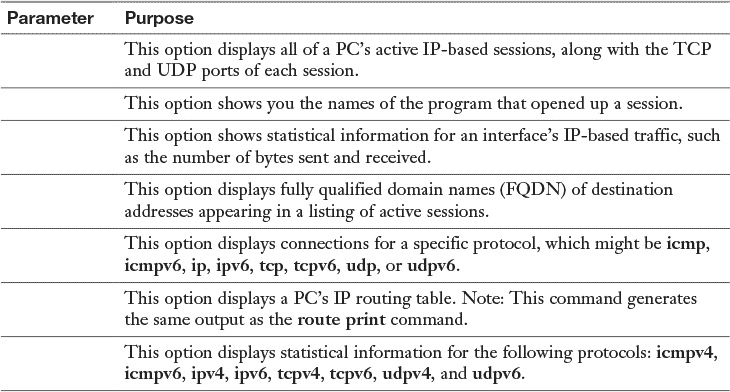 Parameter Purpose
This option displays all of a PC's active IP-based sessions, along with the TCP
and UDP ports of each session.
This option shows you the names of the program that opened up a session.
This option shows statistical information for an interface's IP-based traffic, such
as the number of bytes sent and received.
This option displays fully qualified domain names (FQDN) of destination
addresses appearing in a listing of active sessions.
This option displays connections for a specific protocol, which might be icmp,
icmpv6, ip, ipv6, tcp, tcpv6, udp, or udpv6.
This option displays a PC's IP routing table. Note: This command generates
the same output as the route print command.
This option displays statistical information for the following protocols: icmpv4,
icmpv6, ipv4, ipv6, tcpv4, tcpv6, udpv4, and udpv6.